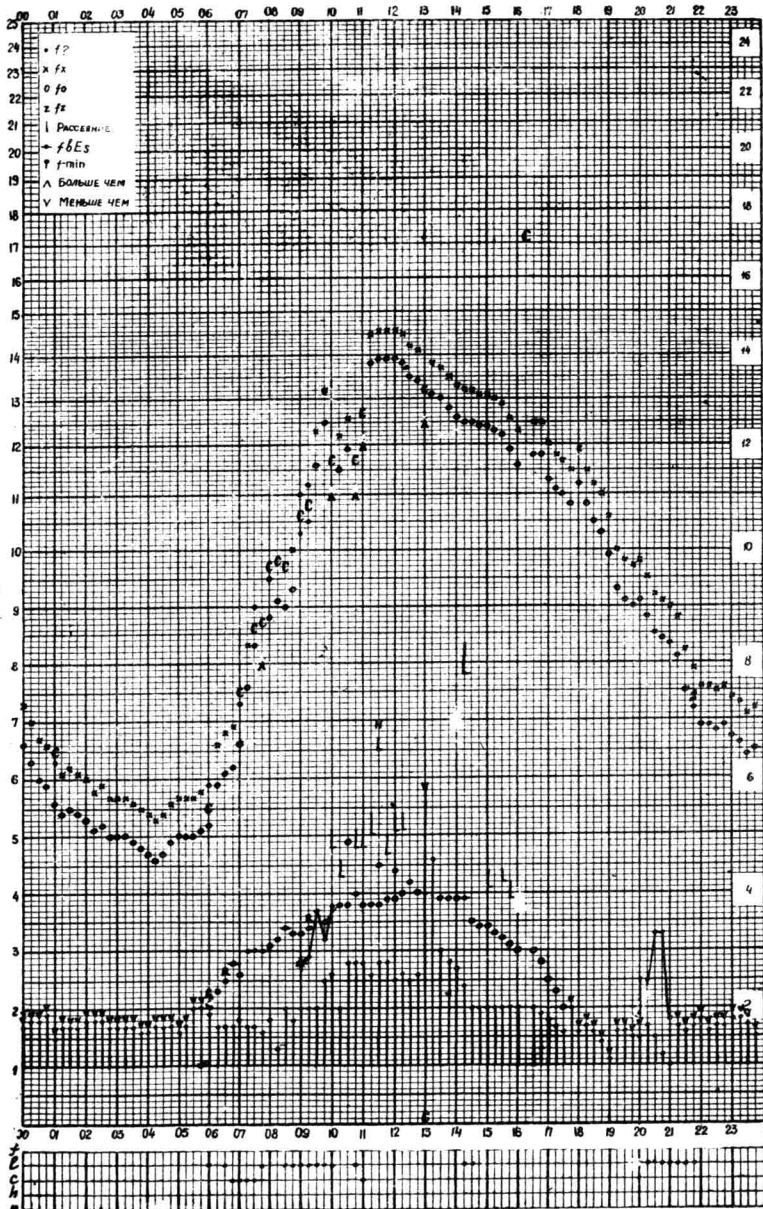 00 01 02 03 04 05 06 07 08 09 10 11 12 13 14 15 16 17 18 19 20 21 22 23
25
24 24
23
22 22
21
20 20
19
18 18
17
16 16
15
14 14
13
12 12
11
10 10
9
8 8
7
6 6
5
4 4
3
2 2
1
• f?
x fx
o fo
z fz
| РАССЕЯНИЕ
fbEs
f-min
Λ БОЛЬШЕ ЧЕМ
V МЕНЬШЕ ЧЕМ
C
00 01 02 03 04 05 06 07 08 09 10 11 12 13 14 15 16 17 18 19 20 21 22 23
f
l
c
h